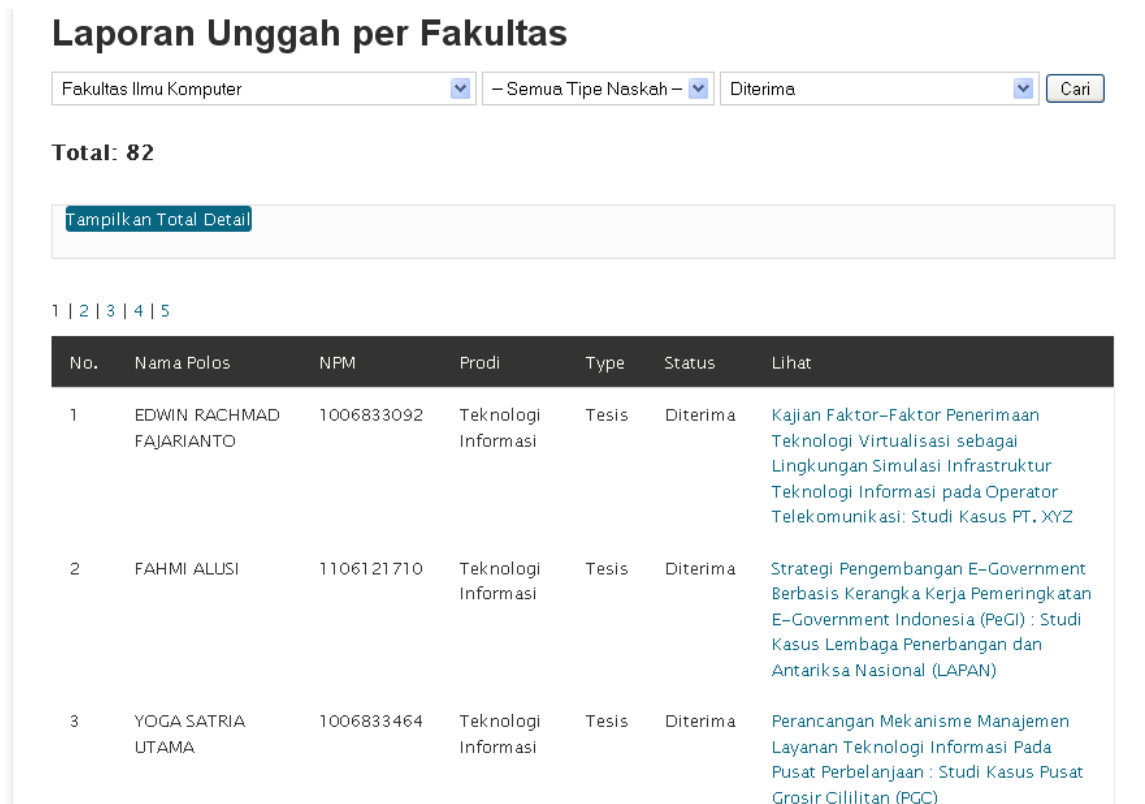 Laporan Unggah per Fakultas
Fakultas Ilmu Komputer – Semua Tipe Naskah – Diterima Cari
Total: 82
Tampilkan Total Detail
1 | 2 | 3 | 4 | 5
No. Nama Polos NPM Prodi Type Status Lihat
1 EDWIN RACHMAD 1006833092 Teknologi Tesis Diterima Kajian Faktor–Faktor Penerimaan
FAJARIANTO Informasi Teknologi Virtualisasi sebagai
Lingkungan Simulasi Infrastruktur
Teknologi Informasi pada Operator
Telekomunikasi: Studi Kasus PT. XYZ
2 FAHMI ALUSI 1106121710 Teknologi Tesis Diterima Strategi Pengembangan E–Government
Informasi Berbasis Kerangka Kerja Pemeringkatan
E–Government Indonesia (PeGI) : Studi
Kasus Lembaga Penerbangan dan
Antariksa Nasional (LAPAN)
3 YOGA SATRIA 1006833464 Teknologi Tesis Diterima Perancangan Mekanisme Manajemen
UTAMA Informasi Layanan Teknologi Informasi Pada
Pusat Perbelanjaan : Studi Kasus Pusat
Grosir Cililitan (PGC)